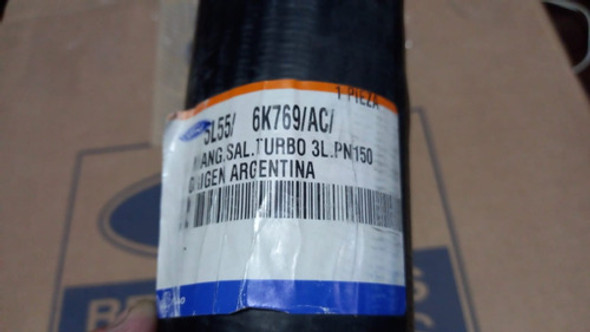 1 PIEZA
5L55/ 6K769/AC/
MANG.SAL.TURBO 3L.PN150
ORIGEN ARGENTINA